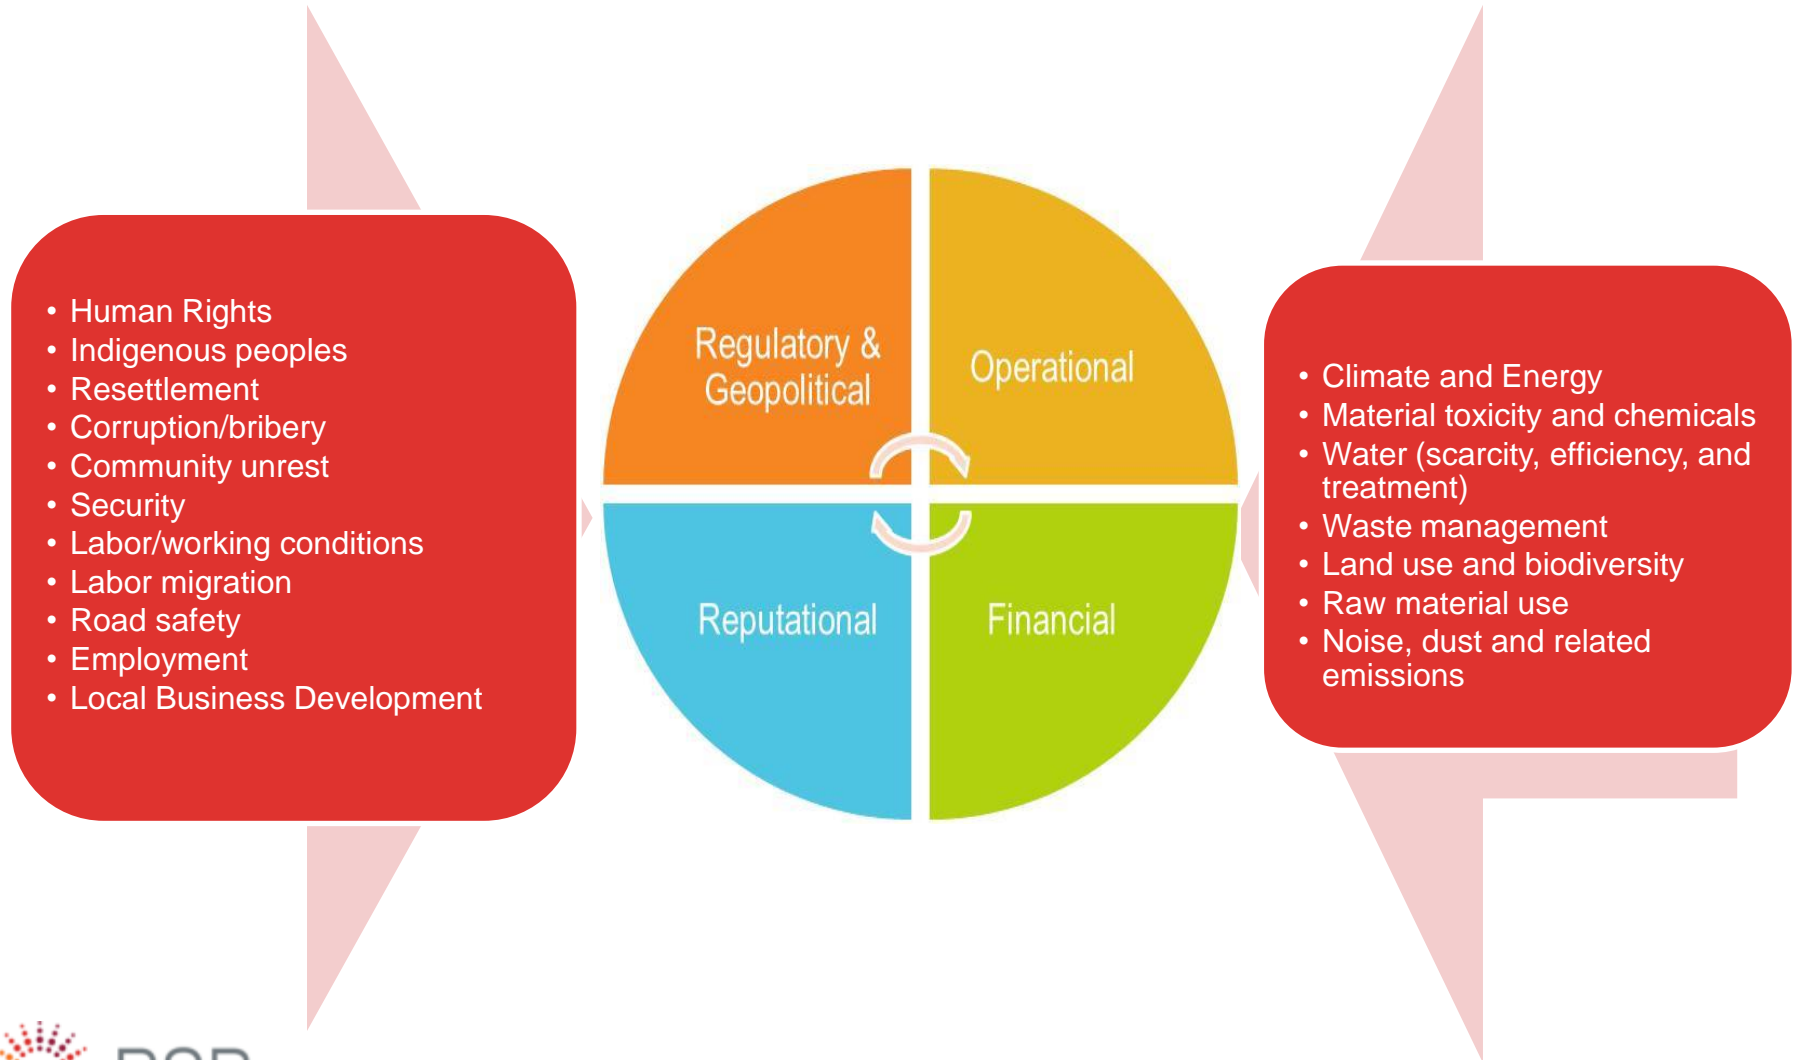 • Human Rights
• Indigenous peoples
• Resettlement
• Corruption/bribery
• Community unrest
• Security
• Labor/working conditions
• Labor migration
• Road safety
• Employment
• Local Business Development
Regulatory &
Geopolitical
Operational
Reputational
Financial
• Climate and Energy
• Material toxicity and chemicals
• Water (scarcity, efficiency, and
treatment)
• Waste management
• Land use and biodiversity
• Raw material use
• Noise, dust and related
emissions